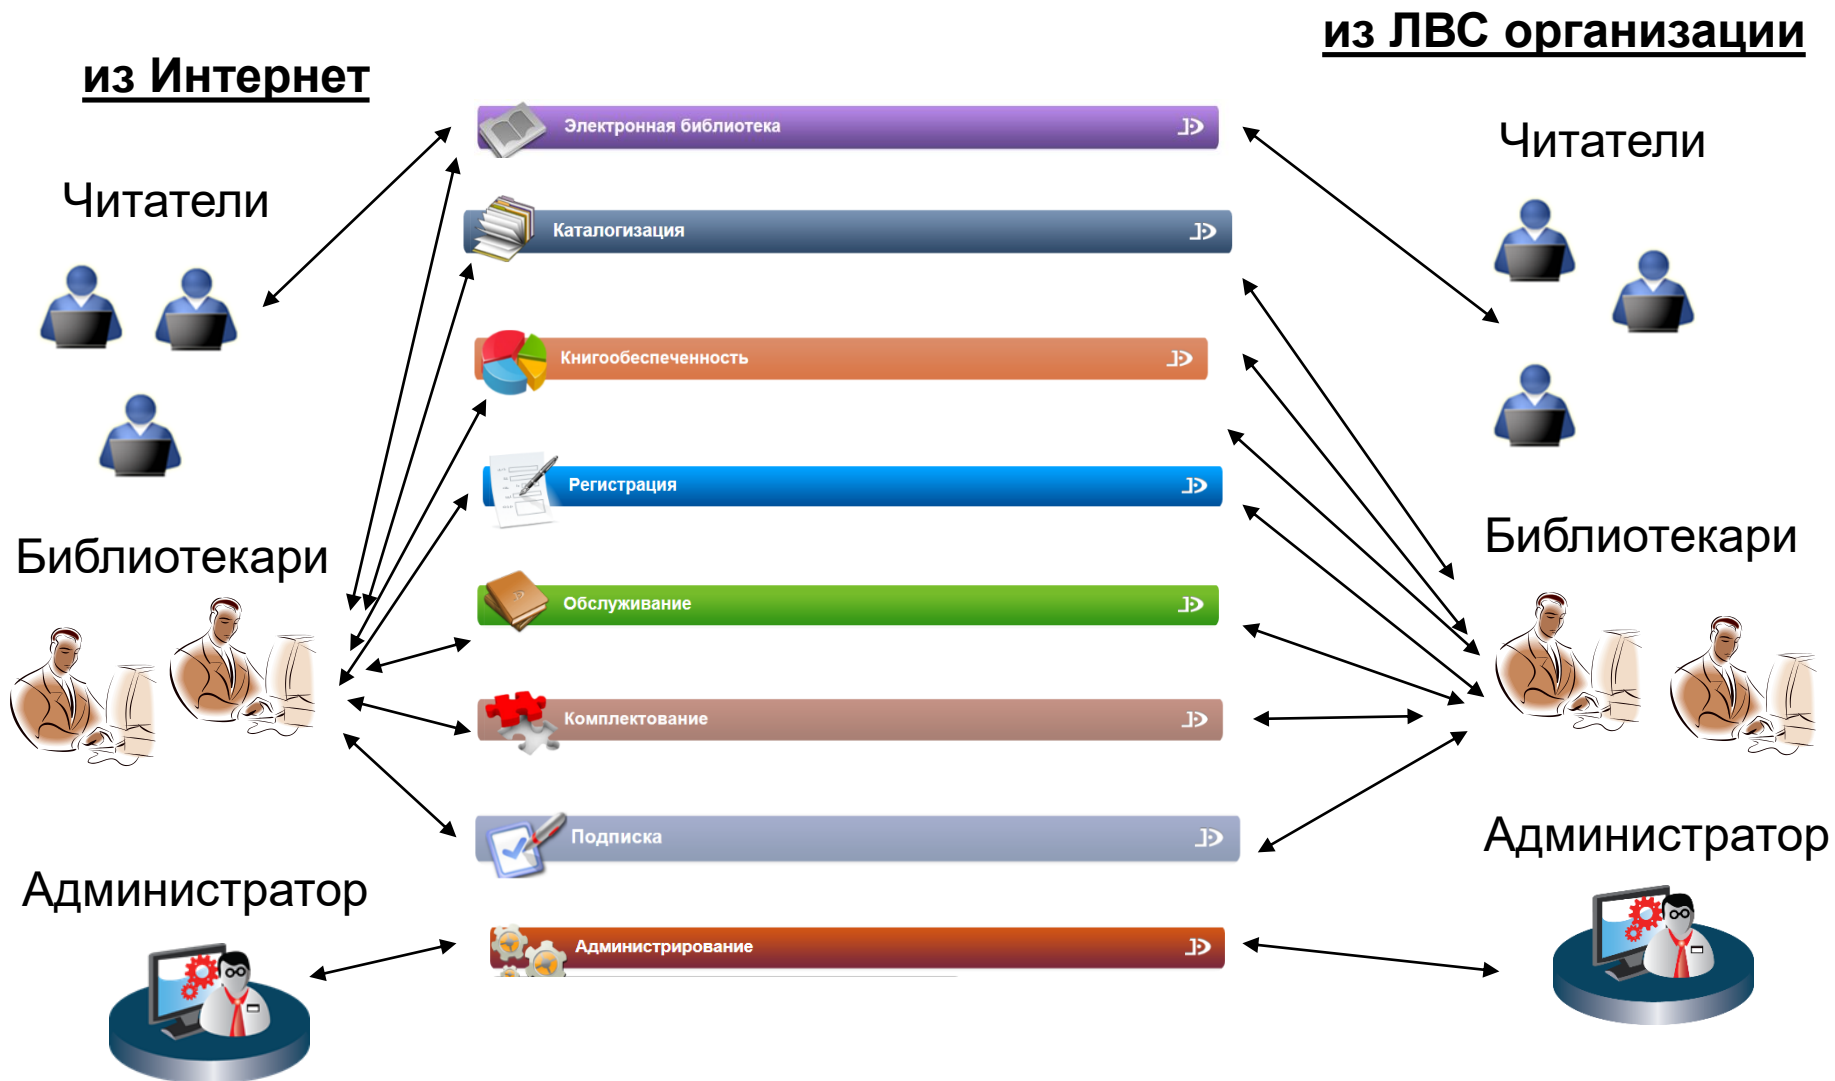 из Интернет
из ЛВС организации
Читатели
Библиотекари
Администратор
Электронная библиотека
Каталогизация
Книгообеспеченность
Регистрация
Обслуживание
Комплектование
Подписка
Администрирование
Читатели
Библиотекари
Администратор